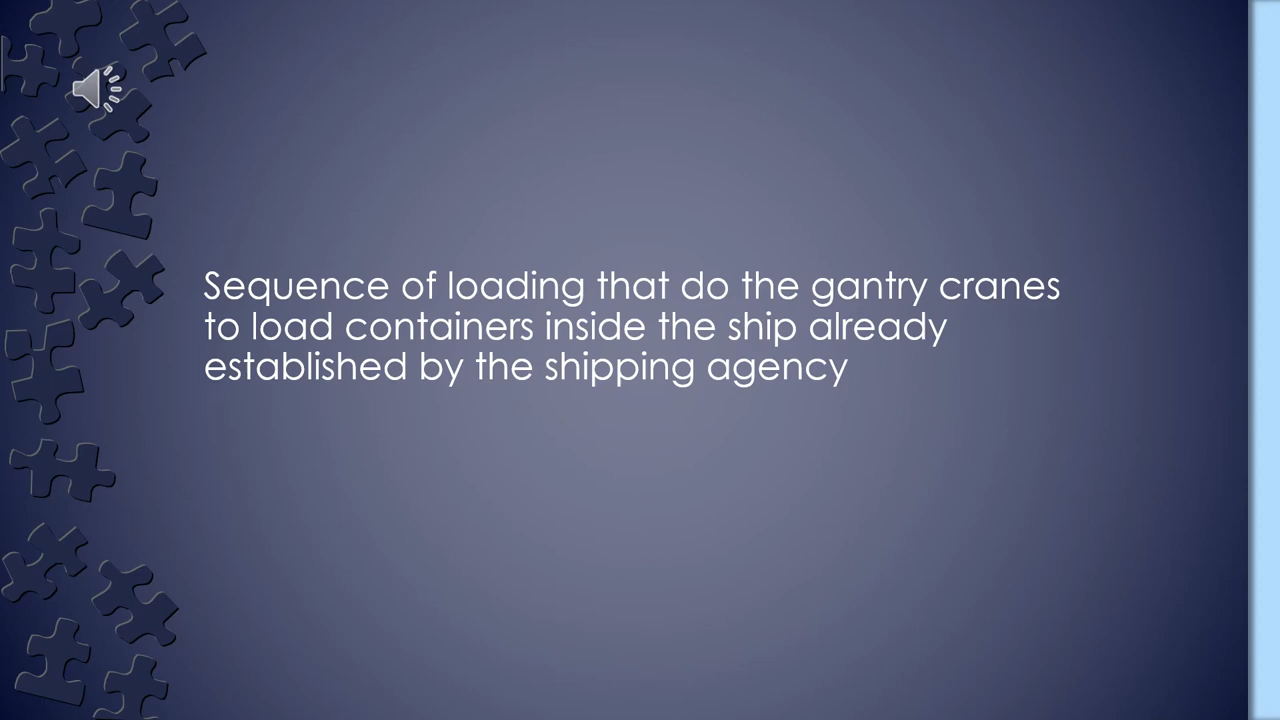 Sequence of loading that do the gantry cranes
to load containers inside the ship already
established by the shipping agency